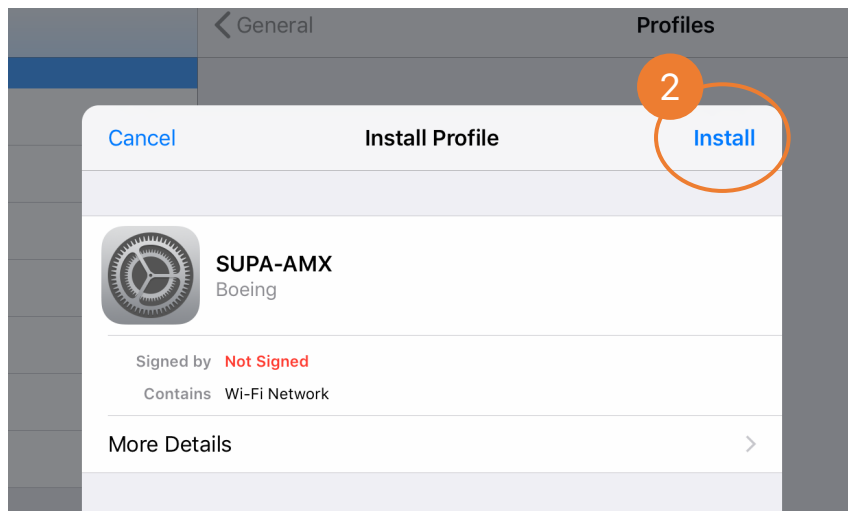 General
Profiles
2
Cancel
Install Profile
Install
SUPA-AMX
Boeing
Signed by Not Signed
Contains Wi-Fi Network
More Details